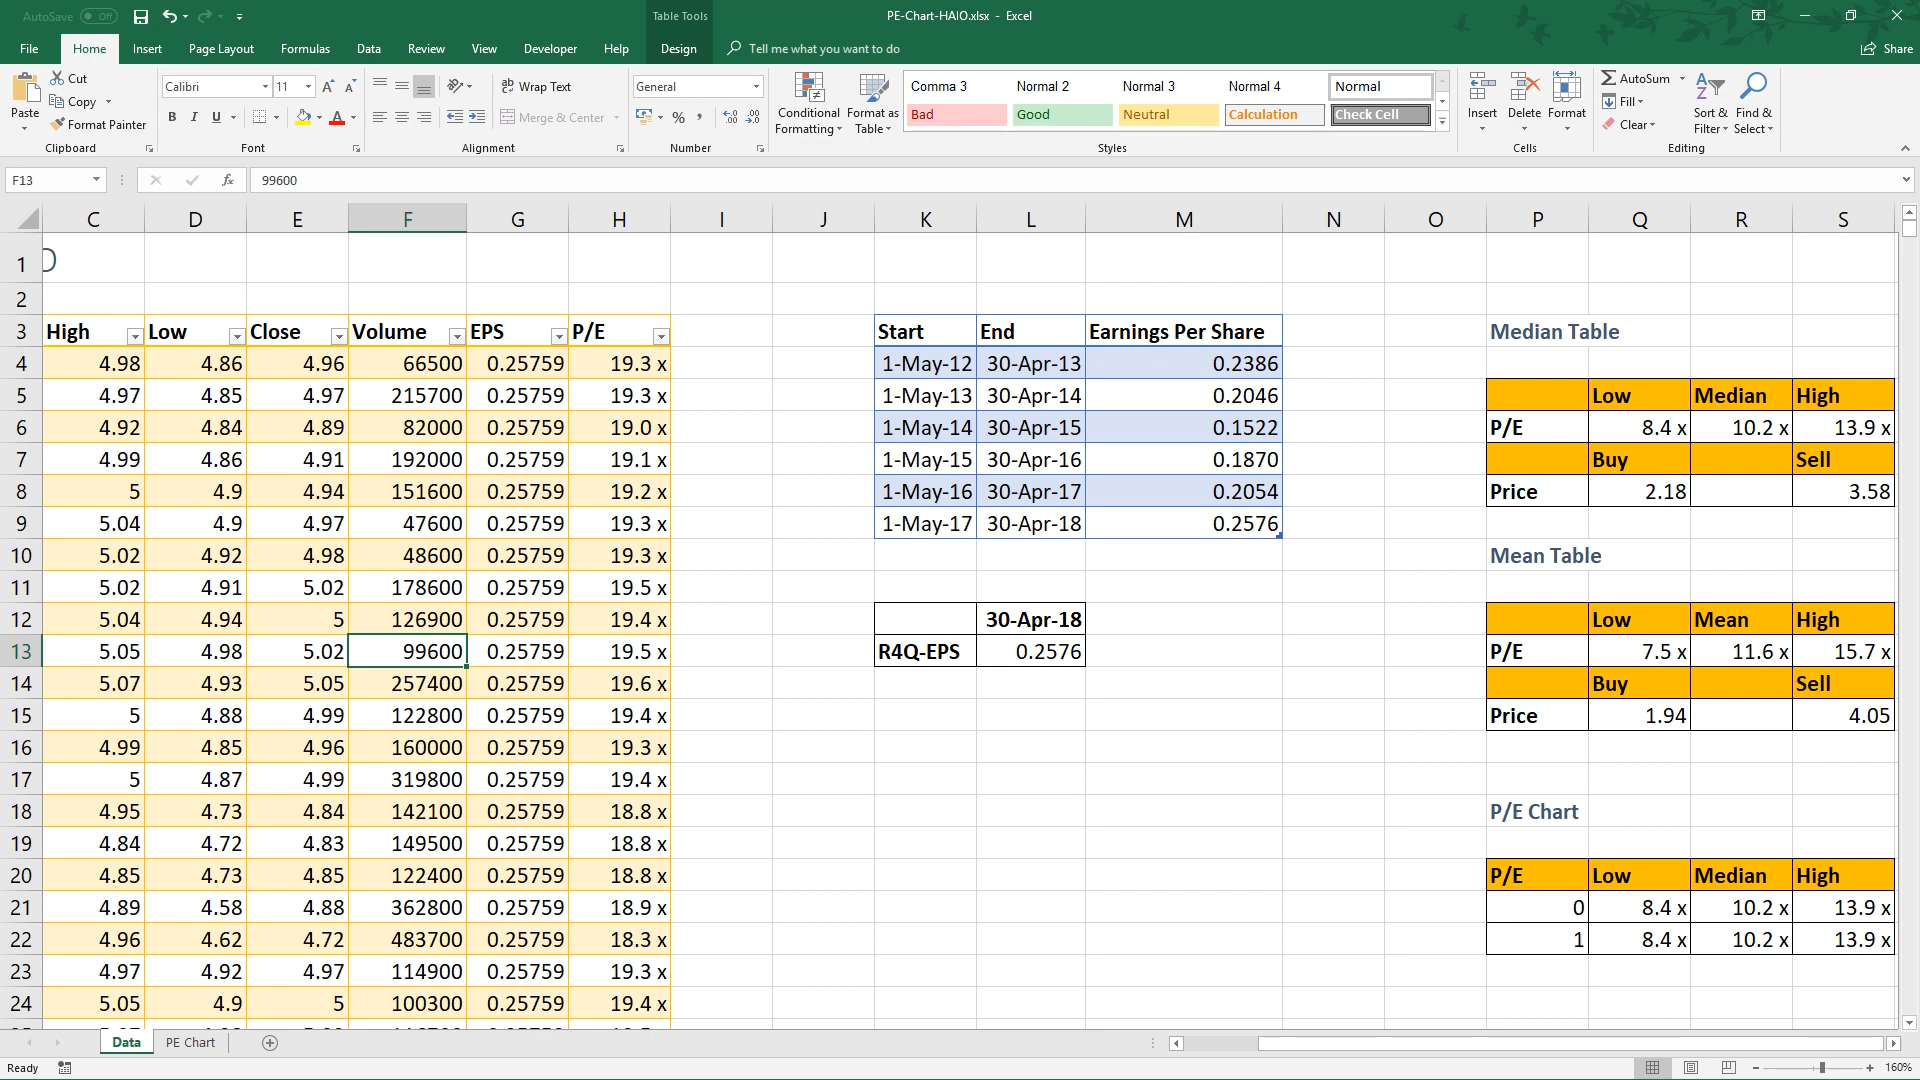 AutoSave Off Table Tools PE-Chart-HAIO.xlsx - Excel
File Home Insert Page Layout Formulas Data Review View Developer Help Design Tell me what you want to do Share
Paste
Cut
Copy
Format Painter
Clipboard
Calibri 11
B I U
Font
Wrap Text
Merge & Center
Alignment
General
%
Number
Conditional Formatting
Format as Table
Comma 3 Normal 2 Normal 3 Normal 4 Normal
Bad Good Neutral Calculation Check Cell
Styles
Insert Delete Format
Cells
AutoSum
Fill
Clear
Sort & Filter
Find & Select
Editing
F13 fx 99600
C D E F G H I J K L M N O P Q R S
1
2
3 High Low Close Volume EPS P/E Start End Earnings Per Share Median Table
4 4.98 4.86 4.96 66500 0.25759 19.3 x 1-May-12 30-Apr-13 0.2386
5 4.97 4.85 4.97 215700 0.25759 19.3 x 1-May-13 30-Apr-14 0.2046 Low Median High
6 4.92 4.84 4.89 82000 0.25759 19.0 x 1-May-14 30-Apr-15 0.1522 P/E 8.4 x 10.2 x 13.9 x
7 4.99 4.86 4.91 192000 0.25759 19.1 x 1-May-15 30-Apr-16 0.1870 Buy Sell
8 5 4.9 4.94 151600 0.25759 19.2 x 1-May-16 30-Apr-17 0.2054 Price 2.18 3.58
9 5.04 4.9 4.97 47600 0.25759 19.3 x 1-May-17 30-Apr-18 0.2576
10 5.02 4.92 4.98 48600 0.25759 19.3 x Mean Table
11 5.02 4.91 5.02 178600 0.25759 19.5 x
12 5.04 4.94 5 126900 0.25759 19.4 x 30-Apr-18 Low Mean High
13 5.05 4.98 5.02 99600 0.25759 19.5 x R4Q-EPS 0.2576 P/E 7.5 x 11.6 x 15.7 x
14 5.07 4.93 5.05 257400 0.25759 19.6 x Buy Sell
15 5 4.88 4.99 122800 0.25759 19.4 x Price 1.94 4.05
16 4.99 4.85 4.96 160000 0.25759 19.3 x
17 5 4.87 4.99 319800 0.25759 19.4 x
18 4.95 4.73 4.84 142100 0.25759 18.8 x P/E Chart
19 4.84 4.72 4.83 149500 0.25759 18.8 x
20 4.85 4.73 4.85 122400 0.25759 18.8 x P/E Low Median High
21 4.89 4.58 4.88 362800 0.25759 18.9 x 0 8.4 x 10.2 x 13.9 x
22 4.96 4.62 4.72 483700 0.25759 18.3 x 1 8.4 x 10.2 x 13.9 x
23 4.97 4.92 4.97 114900 0.25759 19.3 x
24 5.05 4.9 5 100300 0.25759 19.4 x
Data PE Chart
Ready 160%